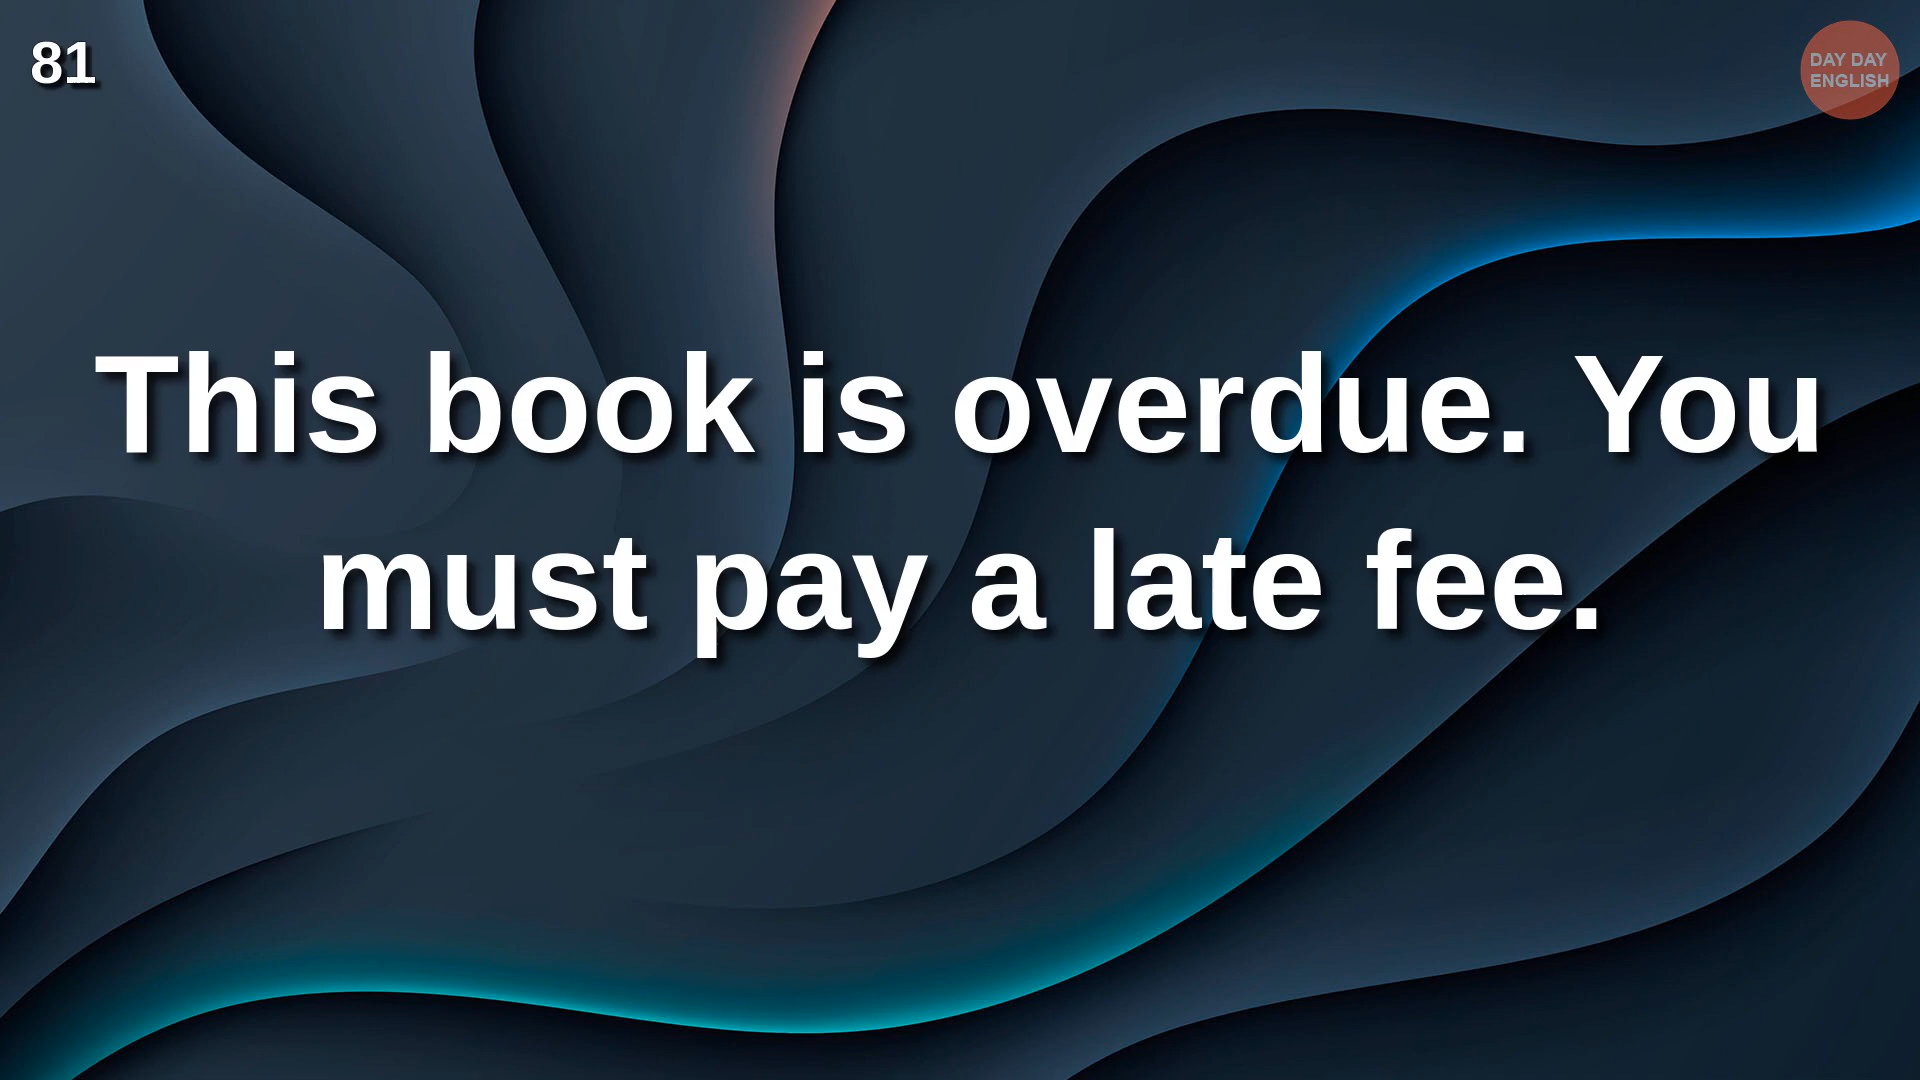 81
DAY DAY
ENGLISH
This book is overdue. You
must pay a late fee.